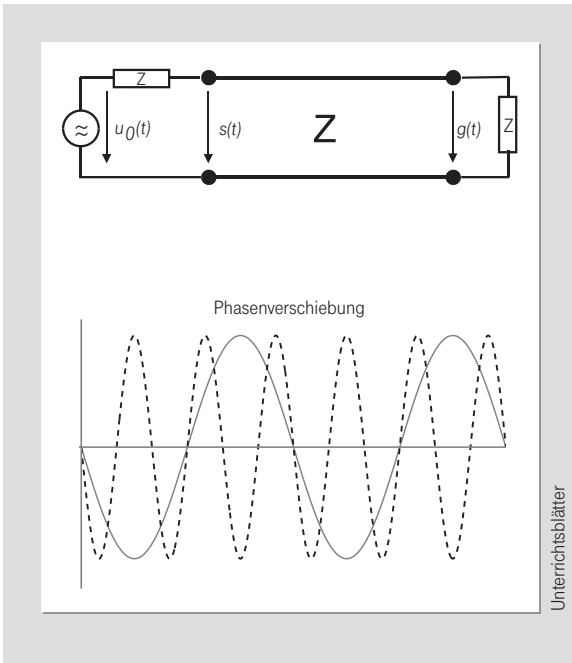 Z
≈
u0(t)
s(t)
Z
g(t)
Z
Phasenverschiebung
Unterrichtsblätter